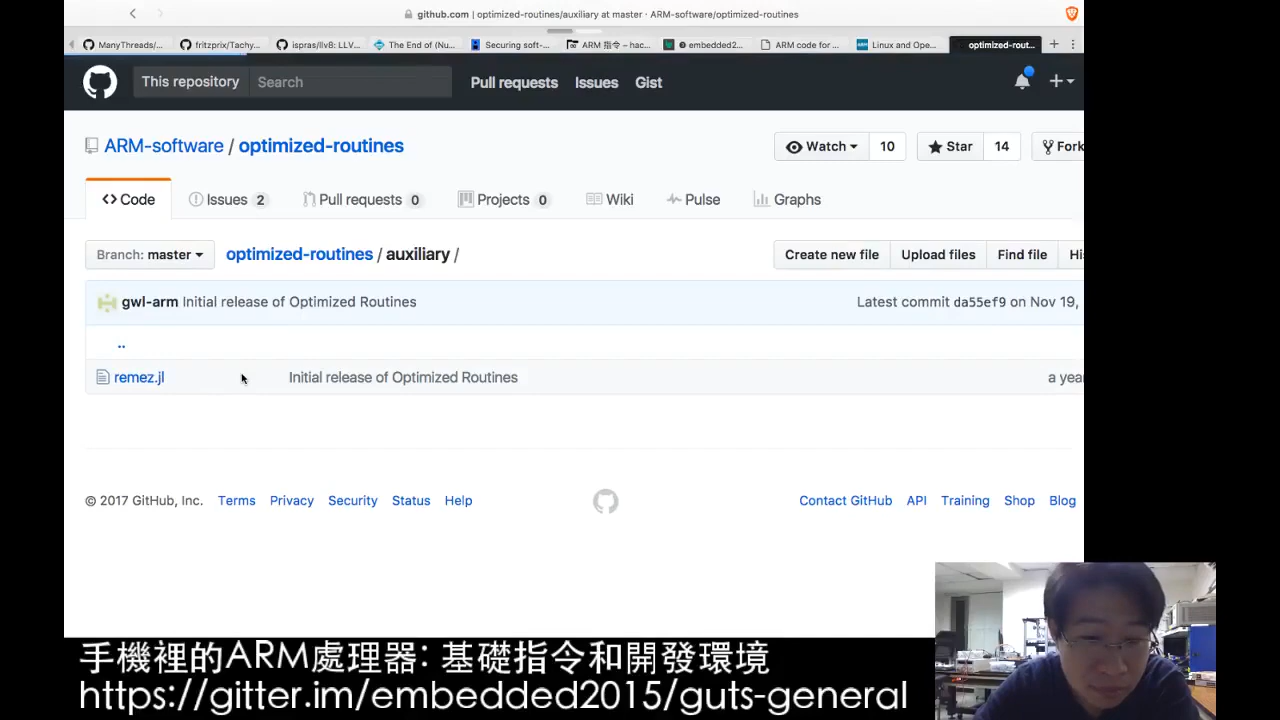 github.com | optimized-routines/auxiliary at master · ARM-software/optimized-routines
ManyThreads/... fritzprix/Tachy... ispras/llv8: LLV... The End of (Nu... Securing soft-... ARM 指令 – hac... embedded2... ARM code for ... Linux and Ope... optimized-rout...
This repository Search Pull requests Issues Gist
ARM-software / optimized-routines Watch 10 Star 14 Fork
Code Issues 2 Pull requests 0 Projects 0 Wiki Pulse Graphs
Branch: master optimized-routines / auxiliary / Create new file Upload files Find file Hi
gwl-arm Initial release of Optimized Routines Latest commit da55ef9 on Nov 19,
..
remez.jl Initial release of Optimized Routines a yea
© 2017 GitHub, Inc. Terms Privacy Security Status Help Contact GitHub API Training Shop Blog
手機裡的ARM處理器: 基礎指令和開發環境
https://gitter.im/embedded2015/guts-general